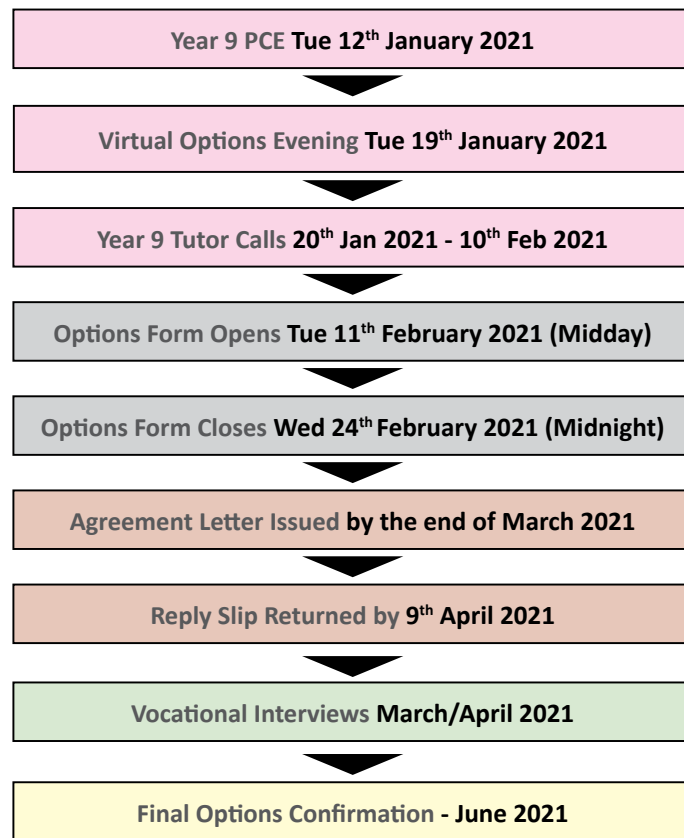 Year 9 PCE Tue 12th January 2021
Virtual Options Evening Tue 19th January 2021
Year 9 Tutor Calls 20th Jan 2021 - 10th Feb 2021
Options Form Opens Tue 11th February 2021 (Midday)
Options Form Closes Wed 24th February 2021 (Midnight)
Agreement Letter Issued by the end of March 2021
Reply Slip Returned by 9th April 2021
Vocational Interviews March/April 2021
Final Options Confirmation - June 2021